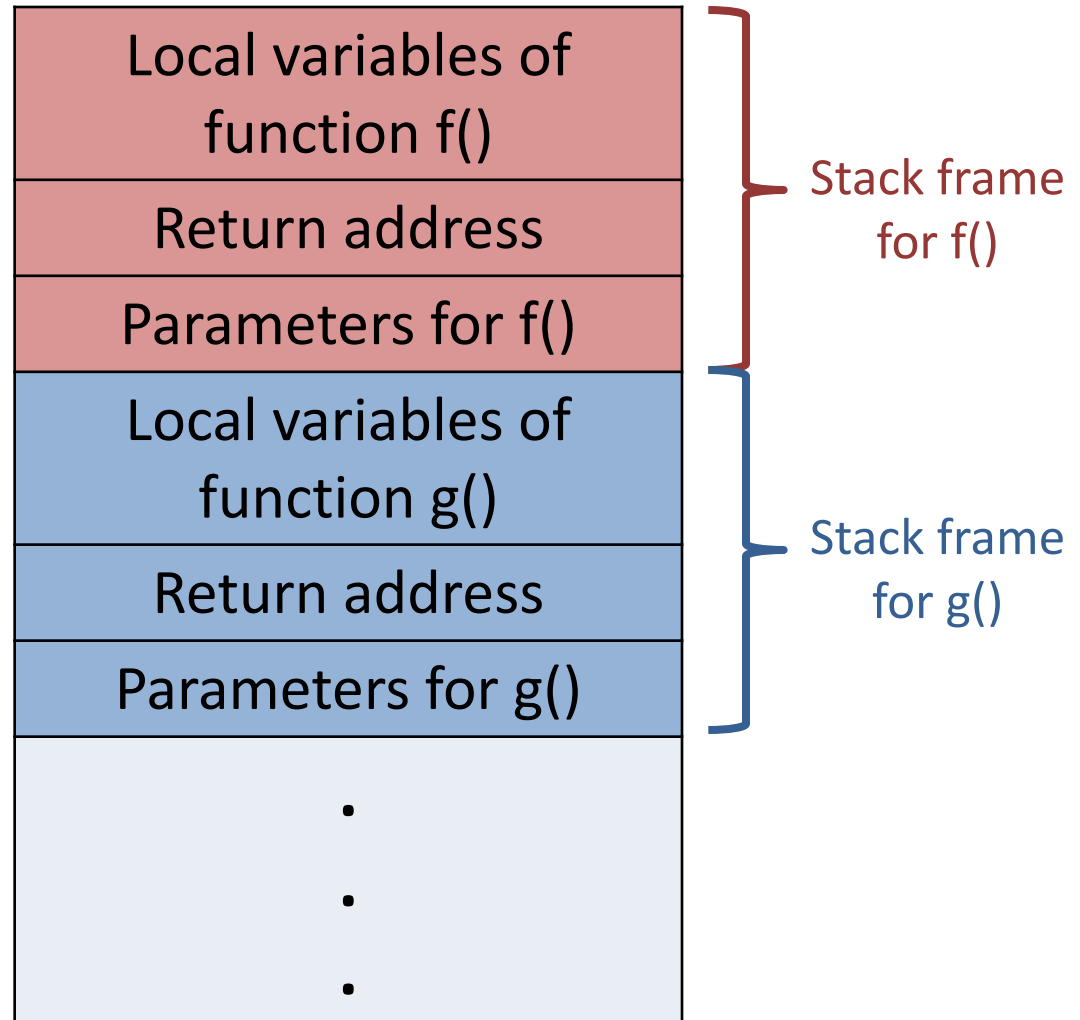 Local variables of
function f()
Return address
Parameters for f()
Stack frame
for f()
Local variables of
function g()
Return address
Parameters for g()
Stack frame
for g()
.
.
.